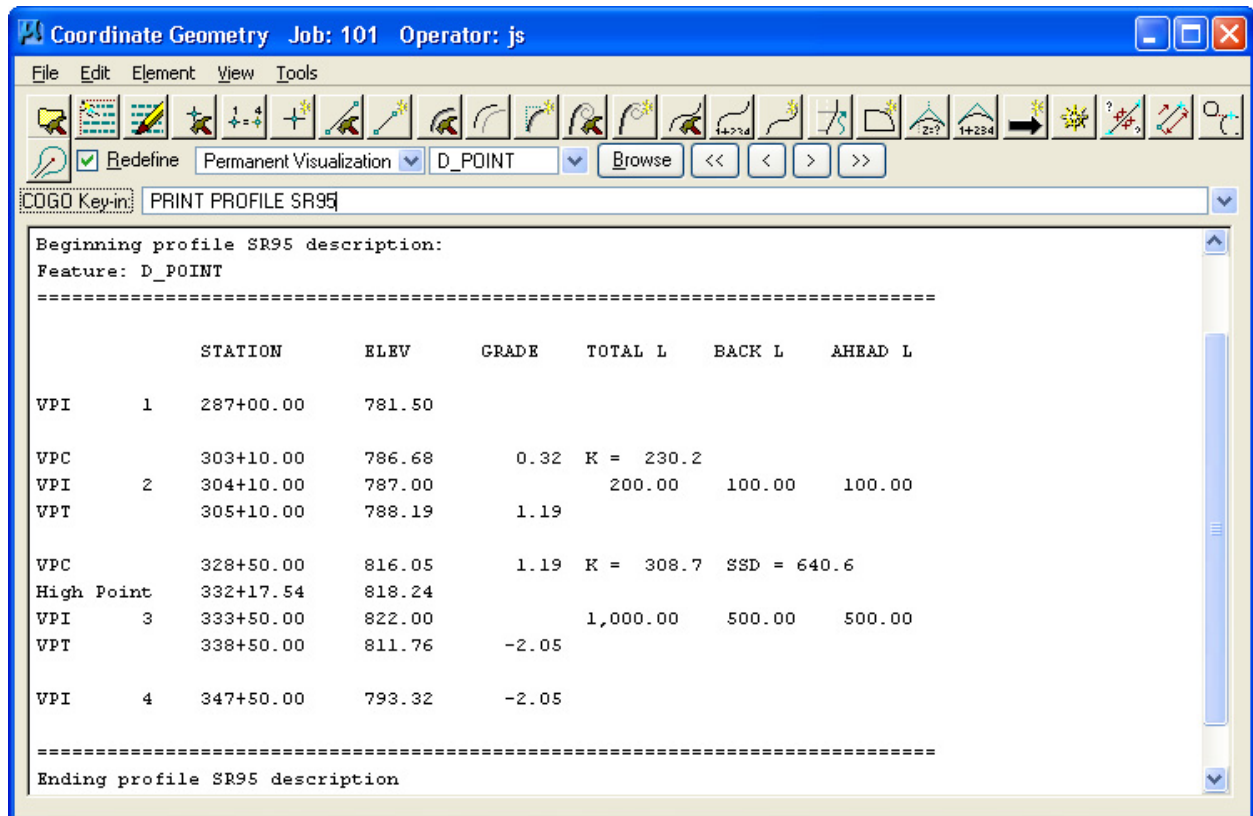 Coordinate Geometry Job: 101 Operator: js
File Edit Element View Tools
Redefine Permanent Visualization D_POINT Browse << < > >>
COGO Key-in: PRINT PROFILE SR95
Beginning profile SR95 description:
Feature: D_POINT
==============================================================================
STATION ELEV GRADE TOTAL L BACK L AHEAD L
VPI 1 287+00.00 781.50
VPC 303+10.00 786.68 0.32 K = 230.2
VPI 2 304+10.00 787.00 200.00 100.00 100.00
VPT 305+10.00 788.19 1.19
VPC 328+50.00 816.05 1.19 K = 308.7 SSD = 640.6
High Point 332+17.54 818.24
VPI 3 333+50.00 822.00 1,000.00 500.00 500.00
VPT 338+50.00 811.76 -2.05
VPI 4 347+50.00 793.32 -2.05
==============================================================================
Ending profile SR95 description